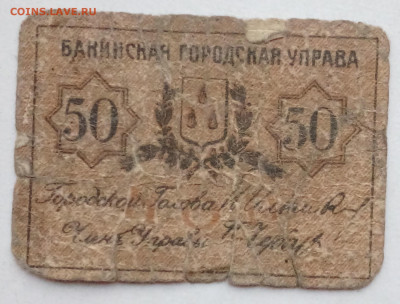 COINS.LAVE.RU
БАКИНСКАЯ ГОРОДСКАЯ УПРАВА
50 50
Городской Голова
Членъ Управы